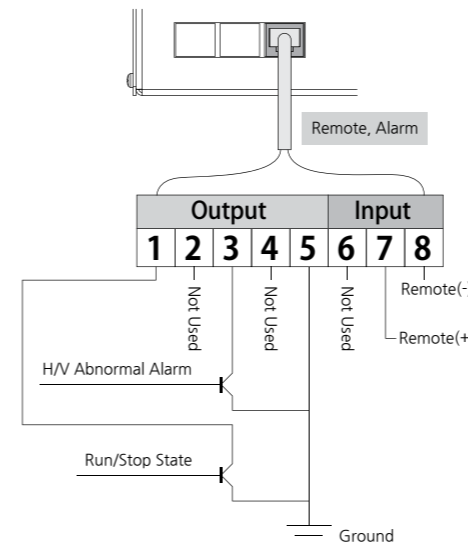 Remote, Alarm
Output Input
1 2 3 4 5 6 7 8
Not Used
Not Used
Not Used
Remote(-)
Remote(+
H/V Abnormal Alarm
Run/Stop State
Ground